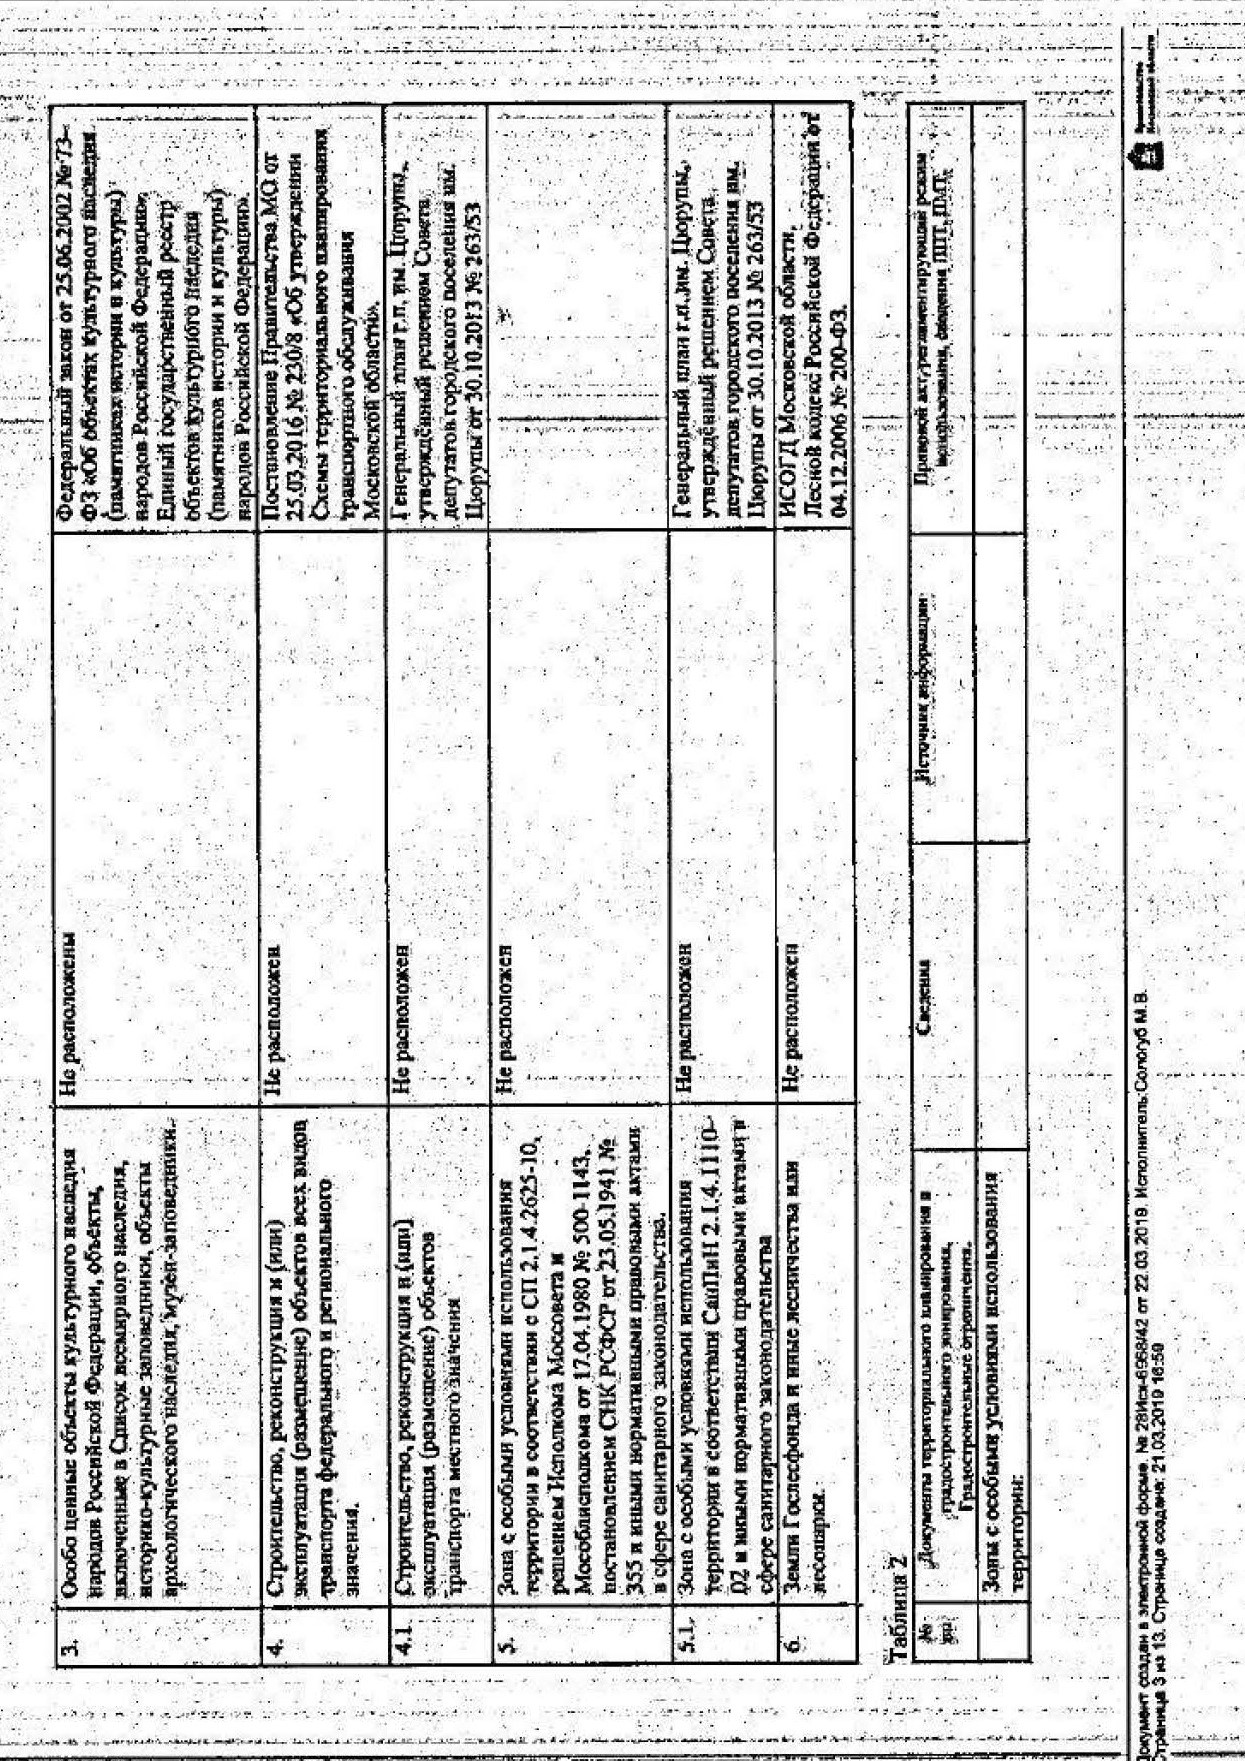 3.
Особо ценные объекты культурного наследия
народов Российской Федерации, объекты,
включенные в Список всемирного наследия,
историко-культурные заповедники, объекты
археологического наследия, музеи-заповедники.
Не расположены
Федеральный закон от 25.06.2002 № 73-
ФЗ «Об объектах культурного наследия
(памятниках истории и культуры)
народов Российской Федерации»,
Единый государственный реестр
объектов культурного наследия
(памятников истории и культуры)
народов Российской Федерации».
4.
Строительство, реконструкция и (или)
эксплуатация (размещение) объектов всех видов
транспорта федерального и регионального
значения.
Не расположен
Постановление Правительства МО от
25.03.2016 № 230/8 «Об утверждении
Схемы территориального планирования
транспортного обслуживания
Московской области».
4.1.
Строительство, реконструкция и (или)
эксплуатация (размещение) объектов
транспорта местного значения
Не расположен
Генеральный план г.п. им. Цюрупы,
утверждённый решением Совета
депутатов городского поселения им.
Цюрупы от 30.10.2013 № 263/53
5.
Зона с особыми условиями использования
территории в соответствии с СП 2.1.4.2625-10,
решением Исполкома Моссовета и
Мособлисполкома от 17.04.1980 № 500-1143,
постановлением СНК РСФСР от 23.05.1941 №
355 и иными нормативными правовыми актами
в сфере санитарного законодательства.
Не расположен
5.1.
Зона с особыми условиями использования
территории в соответствии СанПиН 2.1.4.1110-
02 и иными нормативными правовыми актами в
сфере санитарного законодательства
Не расположен
Генеральный план г.п. им. Цюрупы,
утверждённый решением Совета
депутатов городского поселения им.
Цюрупы от 30.10.2013 № 263/53
6.
Земли Гослесфонда и иные лесничества или
лесопарки.
Не расположен
ИСОГД Московской области,
Лесной кодекс Российской Федерации от
04.12.2006 № 200-ФЗ.
Таблица 2
№
пп
Документы территориального планирования и
градостроительного зонирования.
Градостроительные ограничения.
Сведения
Источник информации
Правовой акт, регламентирующий режим
использования, сведения ППТ, ПМТ.
Зоны с особыми условиями использования
территории:
Документ создан в электронной форме. № 28Исх-6958/42 от 22.03.2019. Исполнитель: Сологуб М.В.
Страница 3 из 13. Страница создана: 21.03.2019 16:59
Правительство
Московской области